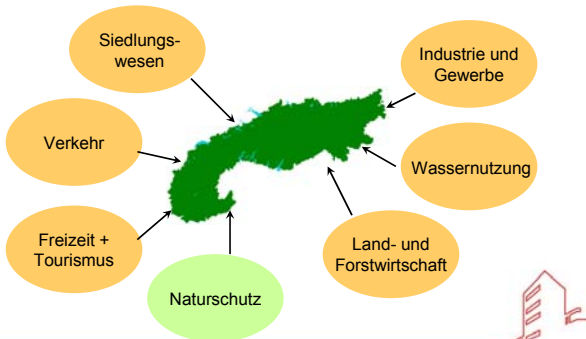 Siedlungs-
wesen
Industrie und
Gewerbe
Verkehr
Wassernutzung
Freizeit +
Tourismus
Land- und
Forstwirtschaft
Naturschutz